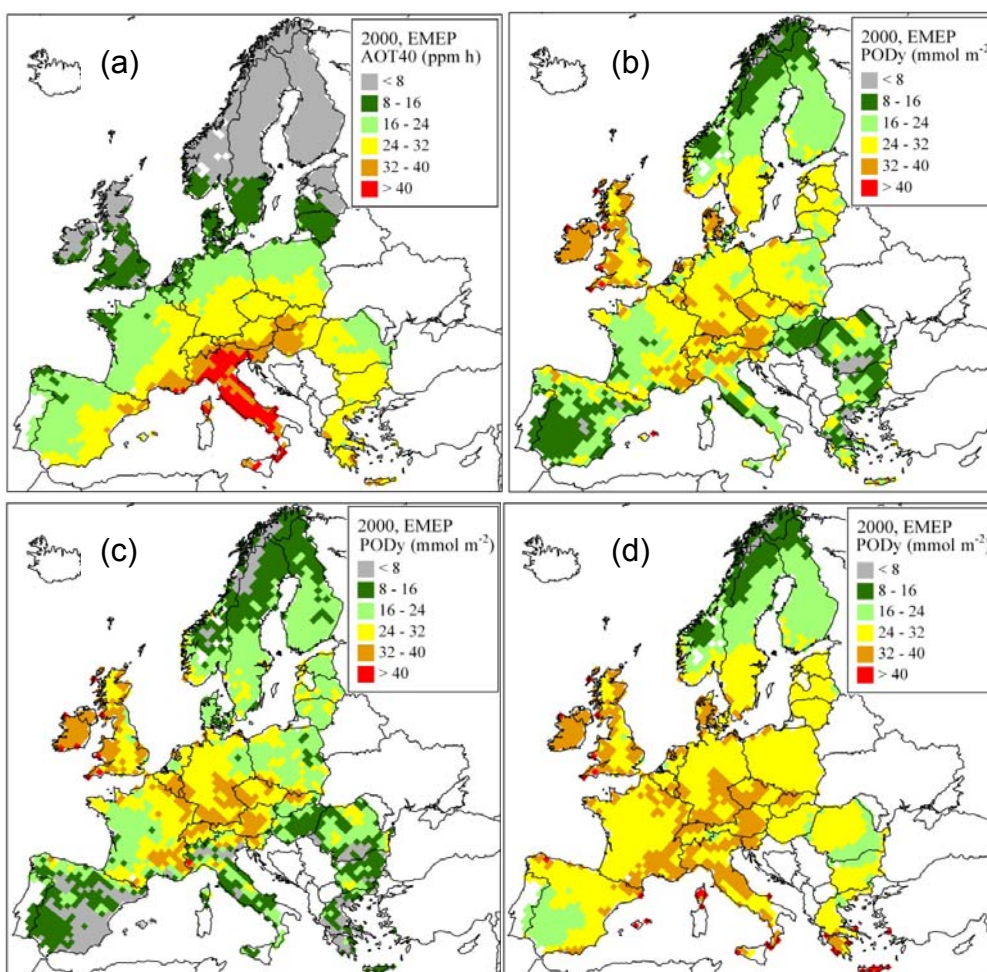 (a)
2000, EMEP
AOT40 (ppm h)
< 8
8 - 16
16 - 24
24 - 32
32 - 40
> 40
(b)
2000, EMEP
PODy (mmol m⁻²)
< 8
8 - 16
16 - 24
24 - 32
32 - 40
> 40
(c)
2000, EMEP
PODy (mmol m⁻²)
< 8
8 - 16
16 - 24
24 - 32
32 - 40
> 40
(d)
2000, EMEP
PODy (mmol m⁻²)
< 8
8 - 16
16 - 24
24 - 32
32 - 40
> 40